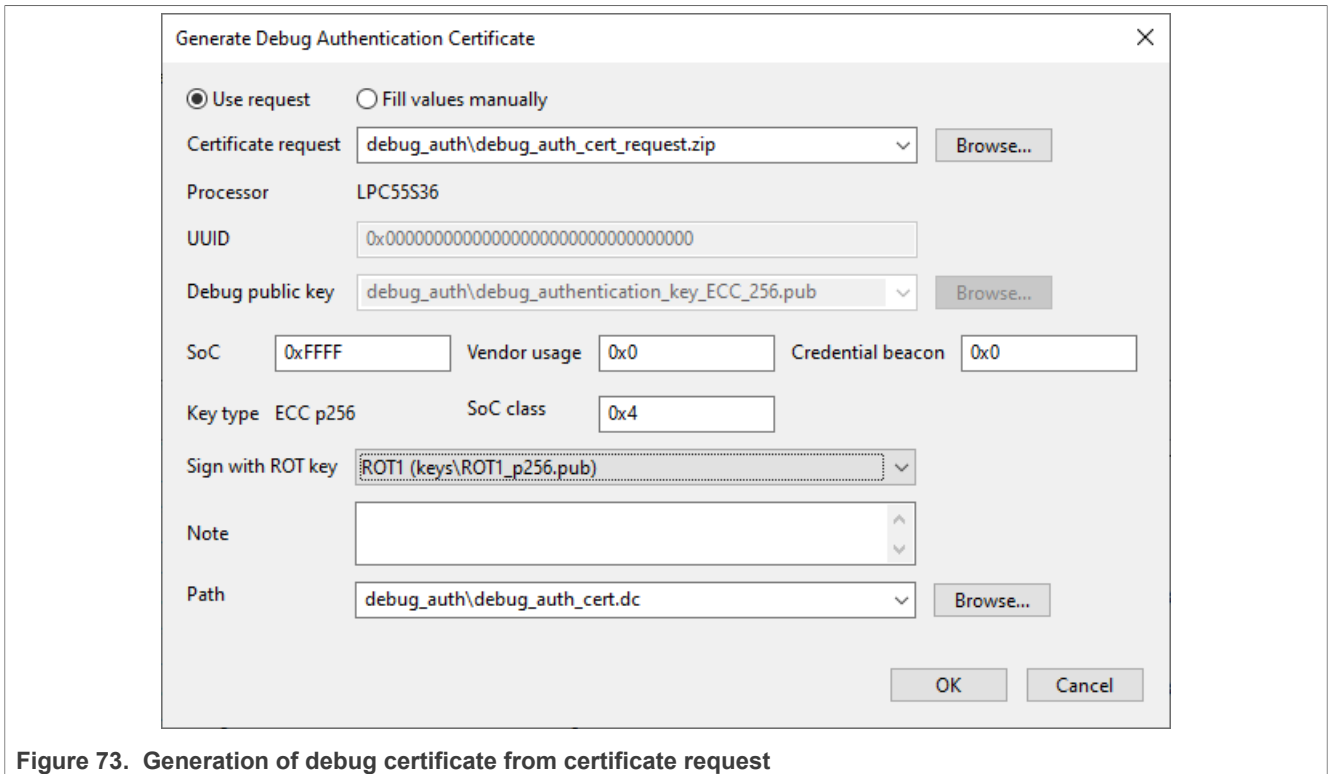 Generate Debug Authentication Certificate
Use request Fill values manually
Certificate request debug_auth\debug_auth_cert_request.zip Browse...
Processor LPC55S36
UUID 0x00000000000000000000000000000000
Debug public key debug_auth\debug_authentication_key_ECC_256.pub Browse...
SoC 0xFFFF Vendor usage 0x0 Credential beacon 0x0
Key type ECC p256 SoC class 0x4
Sign with ROT key ROT1 (keys\ROT1_p256.pub)
Note
Path debug_auth\debug_auth_cert.dc Browse...
OK Cancel
Figure 73. Generation of debug certificate from certificate request